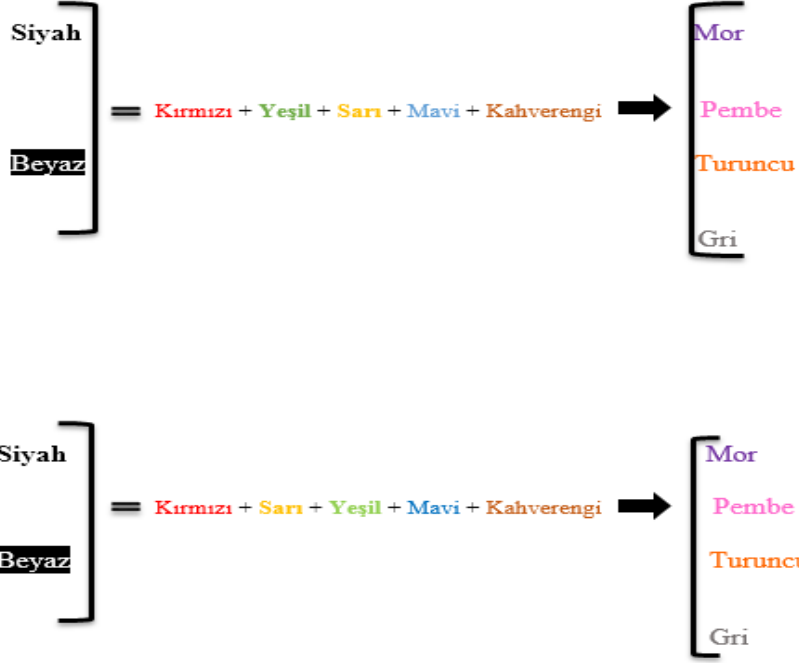 Siyah
Mor
= Kırmızı + Yeşil + Sarı + Mavi + Kahverengi
Pembe
Beyaz
Turuncu
Gri
Siyah
Mor
= Kırmızı + Sarı + Yeşil + Mavi + Kahverengi
Pembe
Beyaz
Turuncu
Gri